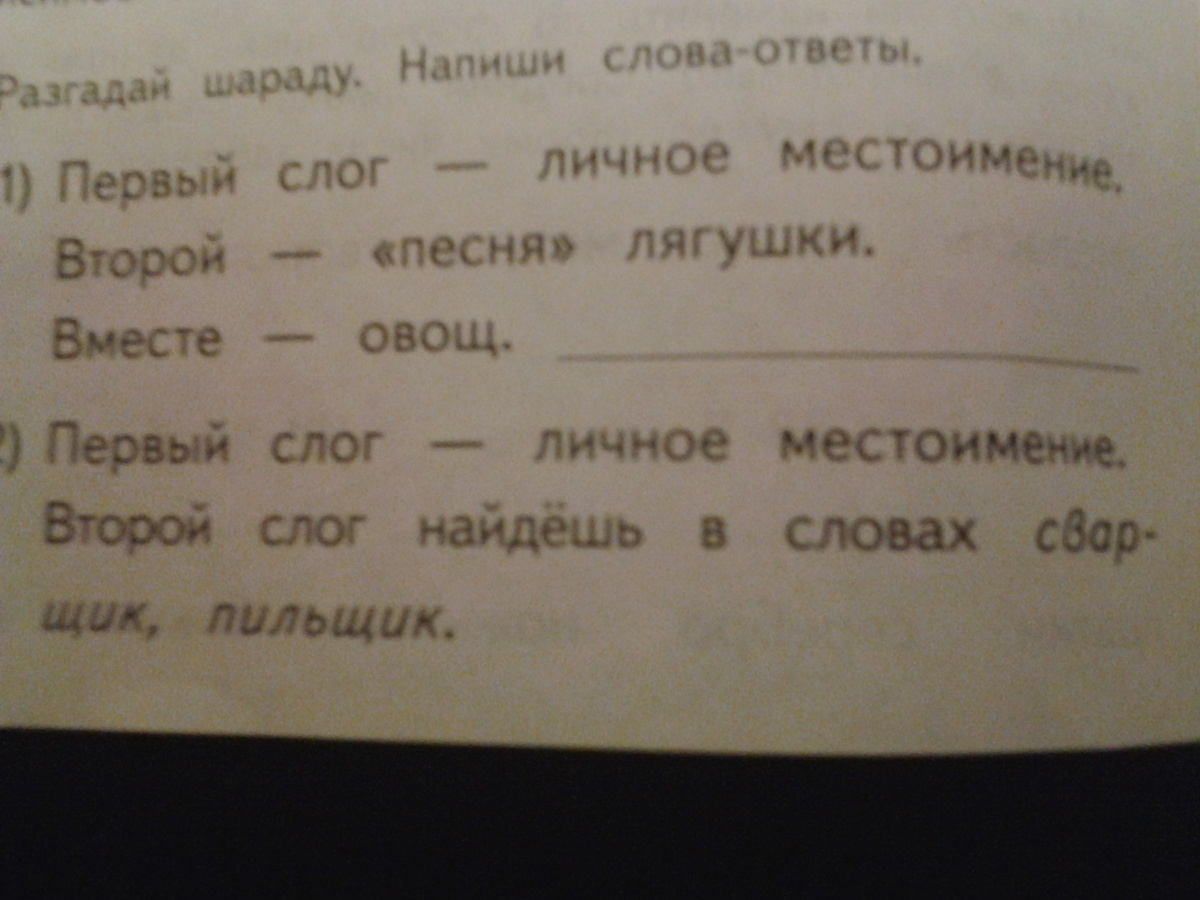 Разгадай шараду. Напиши слова-ответы.
1) Первый слог — личное местоимение.
Второй — «песня» лягушки.
Вместе — овощ.
2) Первый слог — личное местоимение.
Второй слог найдёшь в словах свар-
щик, пильщик.